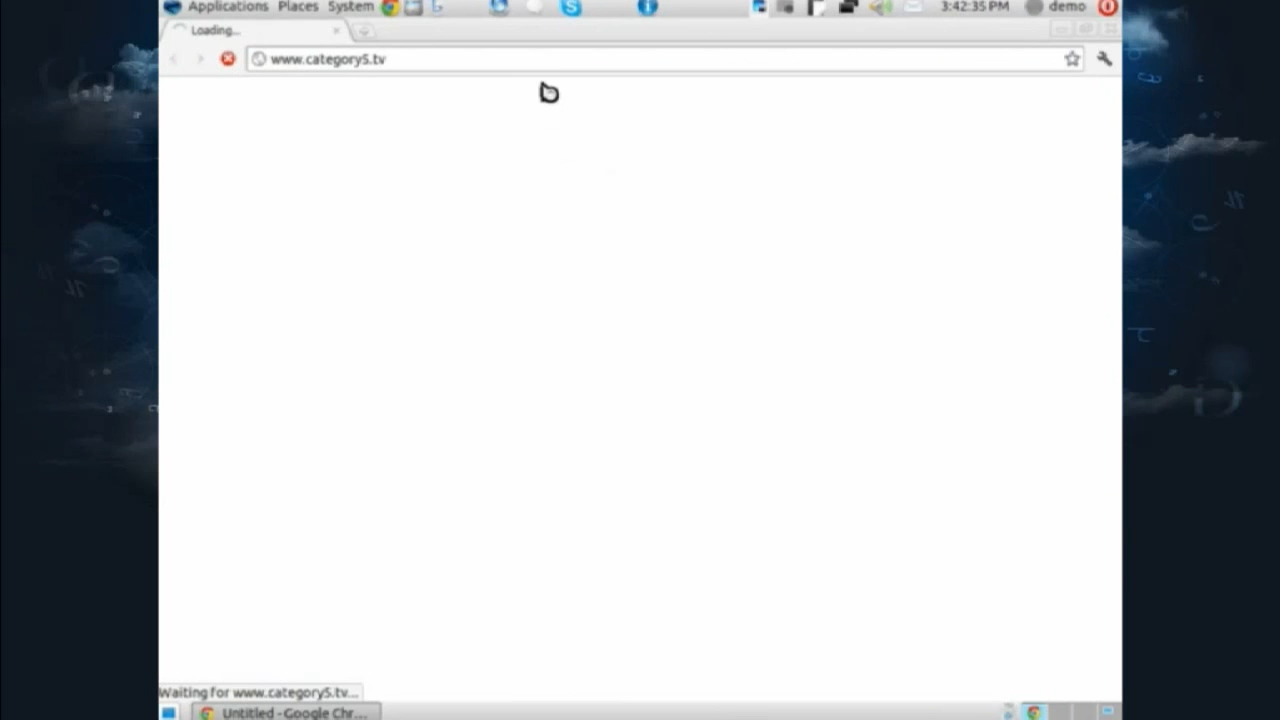 Applications Places System 3:42:35 PM demo
Loading...
www.category5.tv
Waiting for www.category5.tv...
Untitled - Google Chr...